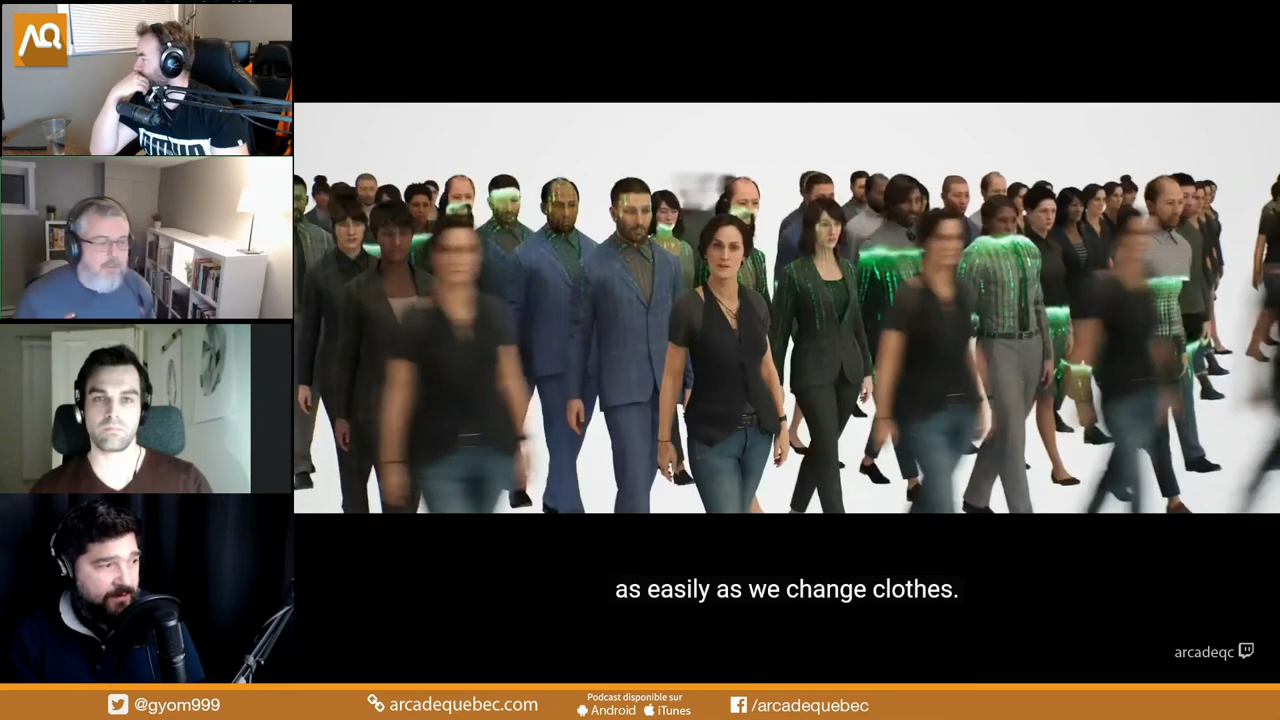 AQ
as easily as we change clothes.
arcadeqc
@gyom999
arcadequebec.com
Podcast disponible sur
Android iTunes
/arcadequebec